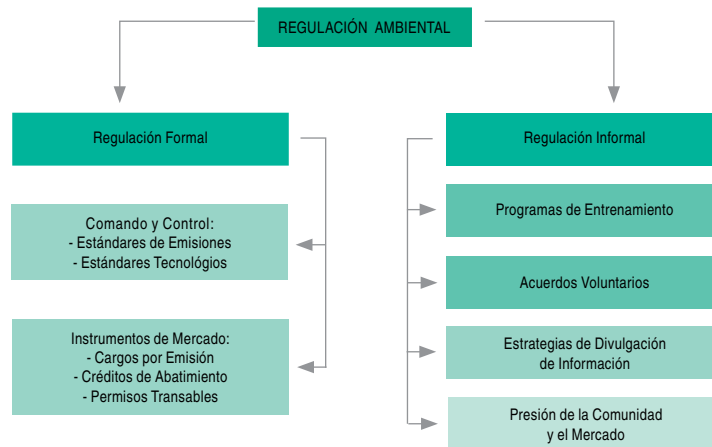 REGULACIÓN AMBIENTAL
Regulación Formal
Comando y Control:
- Estándares de Emisiones
- Estándares Tecnológios
Instrumentos de Mercado:
- Cargos por Emisión
- Créditos de Abatimiento
- Permisos Transables
Regulación Informal
Programas de Entrenamiento
Acuerdos Voluntarios
Estrategias de Divulgación
de Información
Presión de la Comunidad
y el Mercado